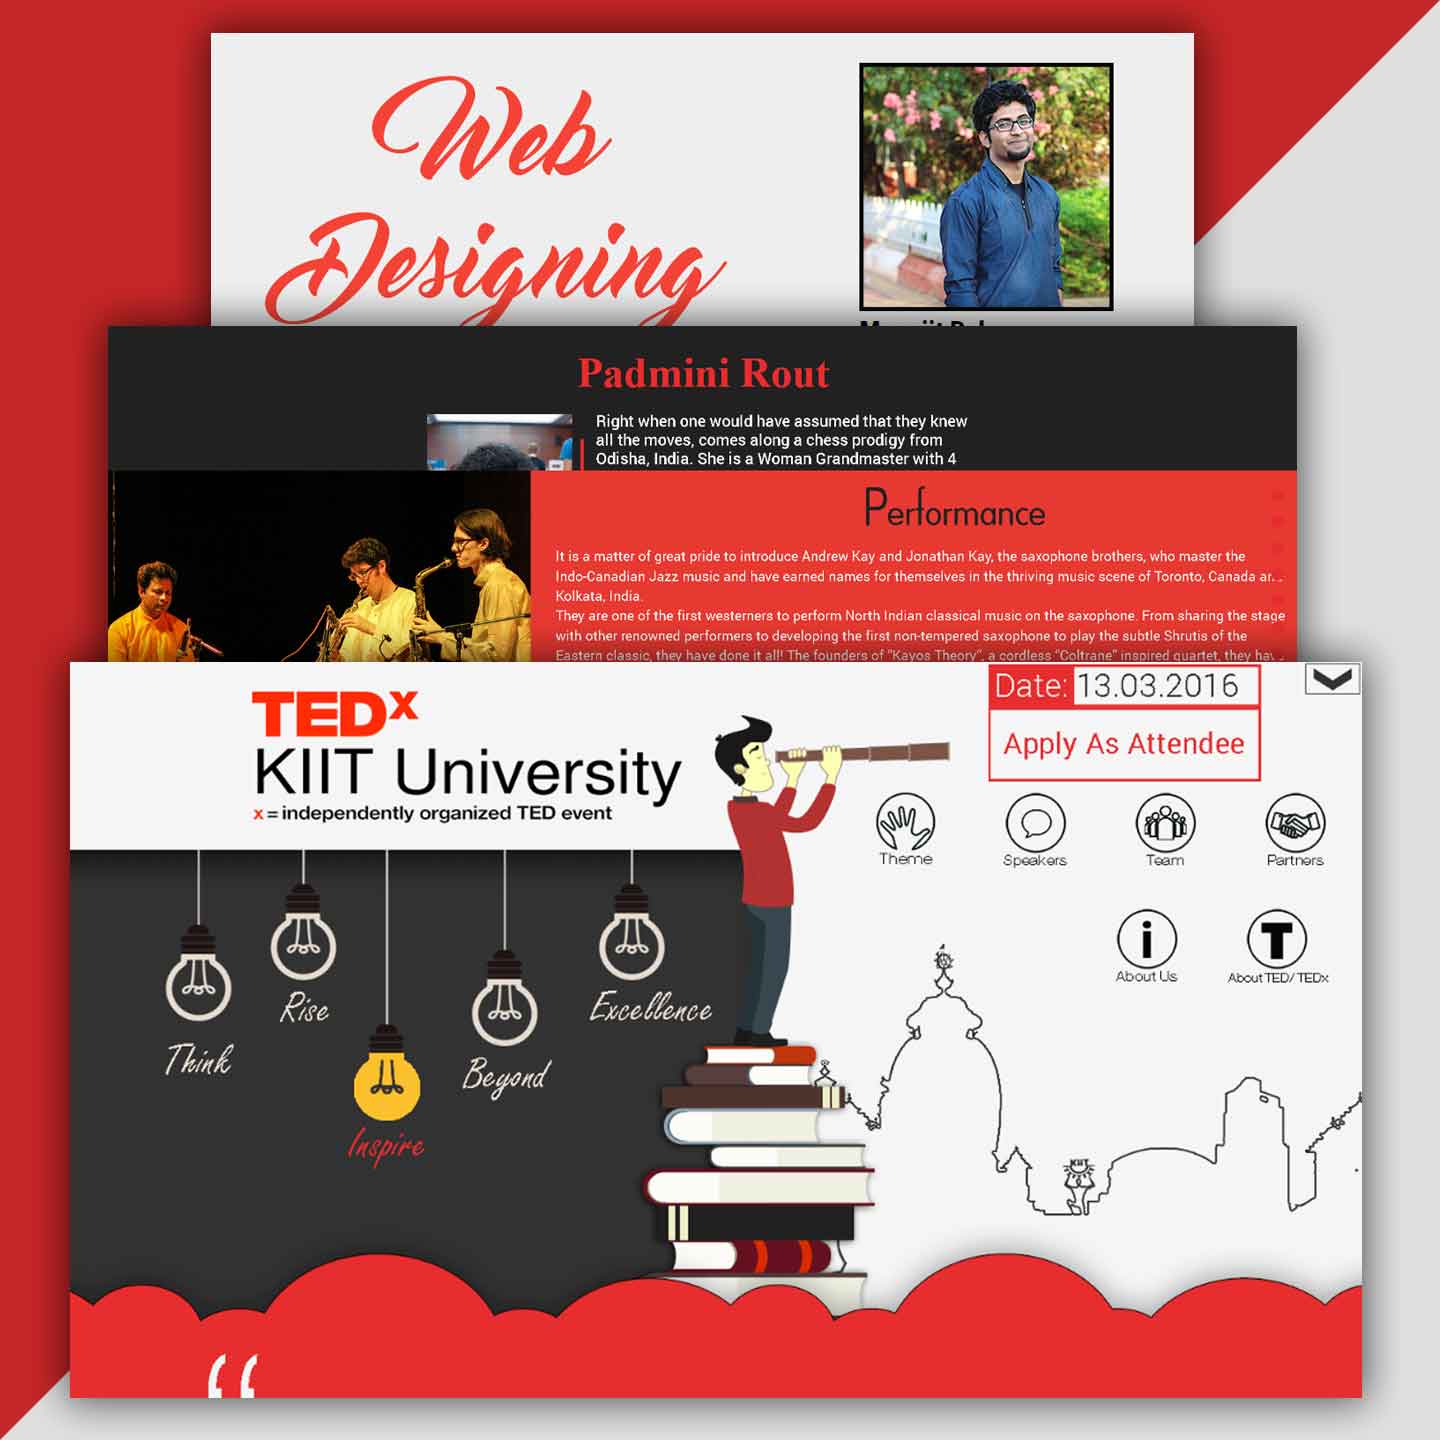 Web
Designing
Padmini Rout
Right when one would have assumed that they knew
all the moves, comes along a chess prodigy from
Odisha, India. She is a Woman Grandmaster with 4
Performance
It is a matter of great pride to introduce Andrew Kay and Jonathan Kay, the saxophone brothers, who master the
Indo-Canadian Jazz music and have earned names for themselves in the thriving music scene of Toronto, Canada
Kolkata, India.
They are one of the first westerners to perform North Indian classical music on the saxophone. From sharing the stage
with other renowned performers to developing the first non-tempered saxophone to play the subtle Shrutis of the
Eastern classic, they have done it all! The founders of “Kayos Theory”, a cordless “Coltrane” inspired quartet, they
TEDx
KIIT University
x = independently organized TED event
Date: 13.03.2016
Apply As Attendee
Theme
Speakers
Team
Partners
i
T
About Us
About TED/TEDx
Think
Rise
Inspire
Beyond
Excellence
KIIT
“